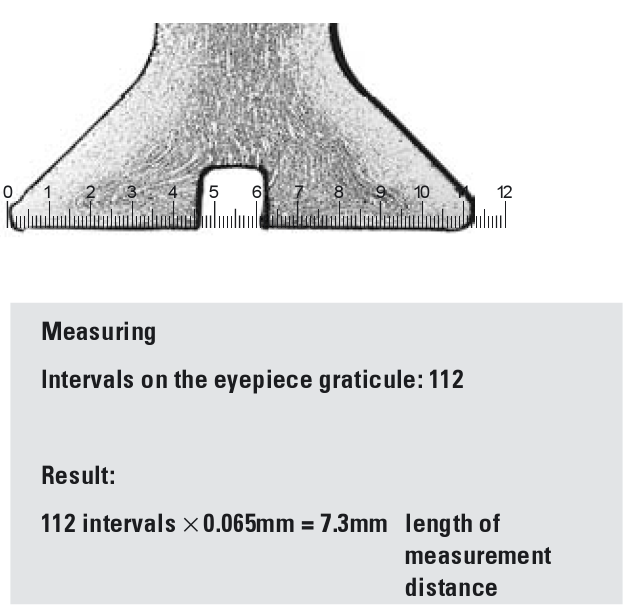 0 1 2 3 4 5 6 7 8 9 10 11 12
Measuring
Intervals on the eyepiece graticule: 112
Result:
112 intervals × 0.065mm = 7.3mm length of
measurement
distance